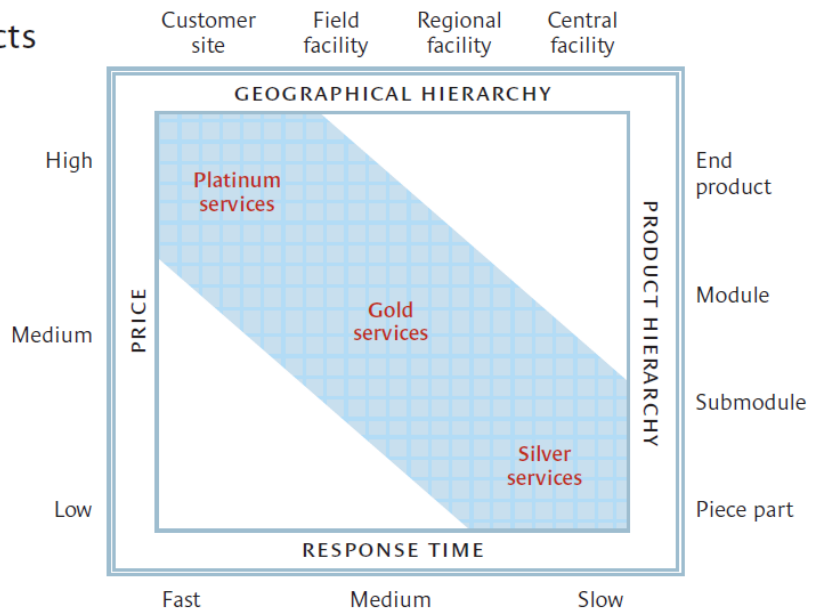 cts
Customer
site
Field
facility
Regional
facility
Central
facility
GEOGRAPHICAL HIERARCHY
High
Medium
Low
PRICE
Platinum
services
Gold
services
Silver
services
PRODUCT HIERARCHY
End
product
Module
Submodule
Piece part
RESPONSE TIME
Fast
Medium
Slow